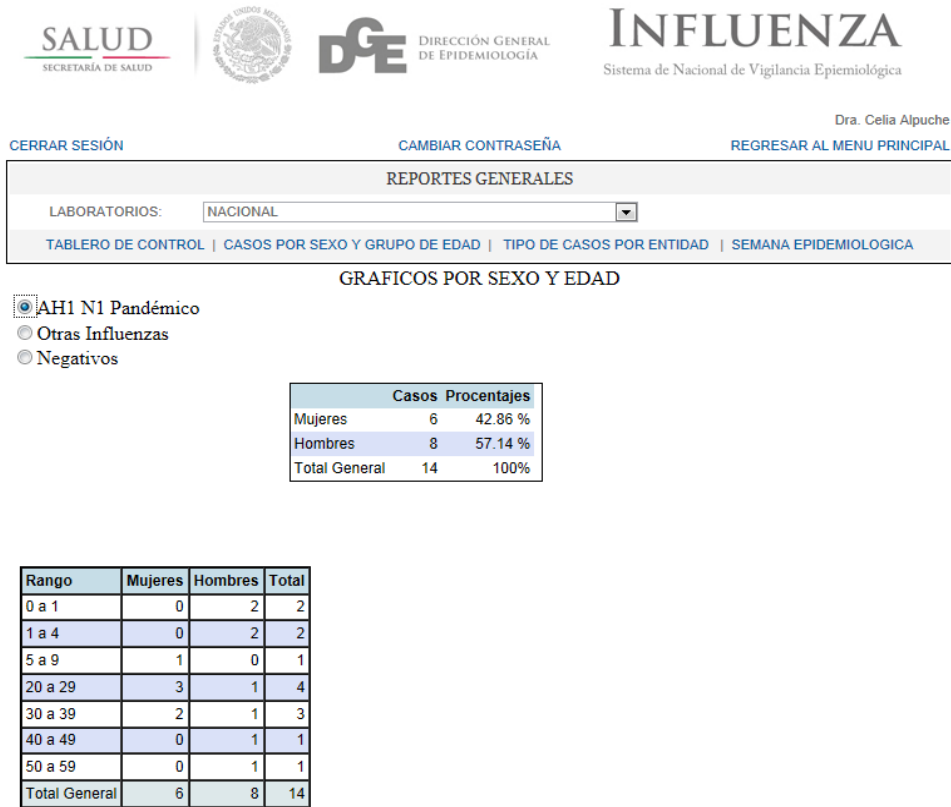 SALUD
SECRETARÍA DE SALUD
ESTADOS UNIDOS MEXICANOS
DGE
DIRECCIÓN GENERAL
DE EPIDEMIOLOGÍA
INFLUENZA
Sistema de Nacional de Vigilancia Epiemiológica
Dra. Celia Alpuche
CERRAR SESIÓN CAMBIAR CONTRASEÑA REGRESAR AL MENU PRINCIPAL
REPORTES GENERALES
LABORATORIOS: NACIONAL
TABLERO DE CONTROL | CASOS POR SEXO Y GRUPO DE EDAD | TIPO DE CASOS POR ENTIDAD | SEMANA EPIDEMIOLOGICA
GRAFICOS POR SEXO Y EDAD
AH1 N1 Pandémico
Otras Influenzas
Negativos
Casos Procentajes
Mujeres 6 42.86 %
Hombres 8 57.14 %
Total General 14 100%
Rango Mujeres Hombres Total
0 a 1 0 2 2
1 a 4 0 2 2
5 a 9 1 0 1
20 a 29 3 1 4
30 a 39 2 1 3
40 a 49 0 1 1
50 a 59 0 1 1
Total General 6 8 14